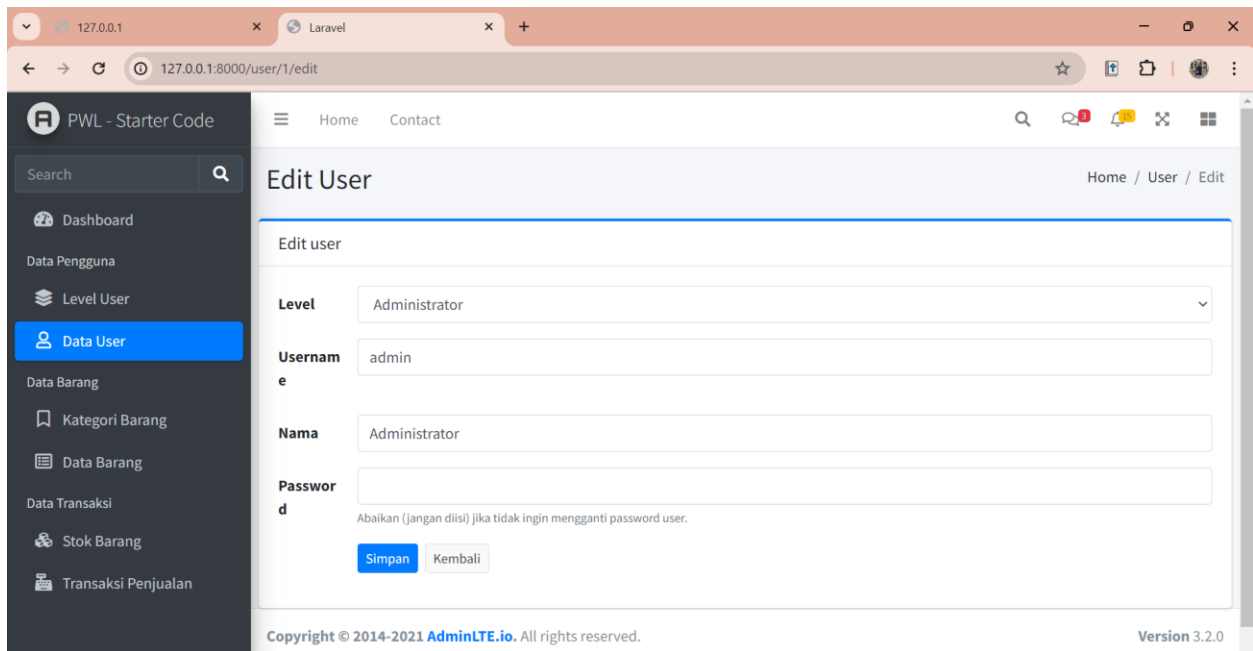 127.0.0.1
Laravel
127.0.0.1:8000/user/1/edit
PWL - Starter Code
Home Contact
3
15
Search
Edit User
Home / User / Edit
Dashboard
Data Pengguna
Level User
Data User
Data Barang
Kategori Barang
Data Barang
Data Transaksi
Stok Barang
Transaksi Penjualan
Edit user
Level Administrator
Usernam admin
e
Nama Administrator
Passwor
d
Abaikan (jangan diisi) jika tidak ingin mengganti password user.
Simpan Kembali
Copyright © 2014-2021 AdminLTE.io. All rights reserved.
Version 3.2.0